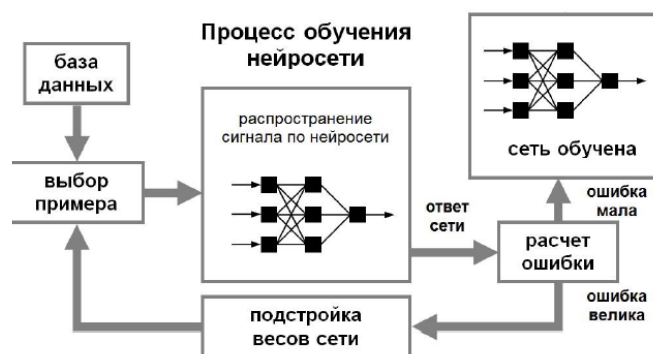 Процесс обучения
нейросети
база
данных
выбор
примера
распространение
сигнала по нейросети
ответ
сети
расчет
ошибки
ошибка
мала
сеть обучена
ошибка
велика
подстройка
весов сети